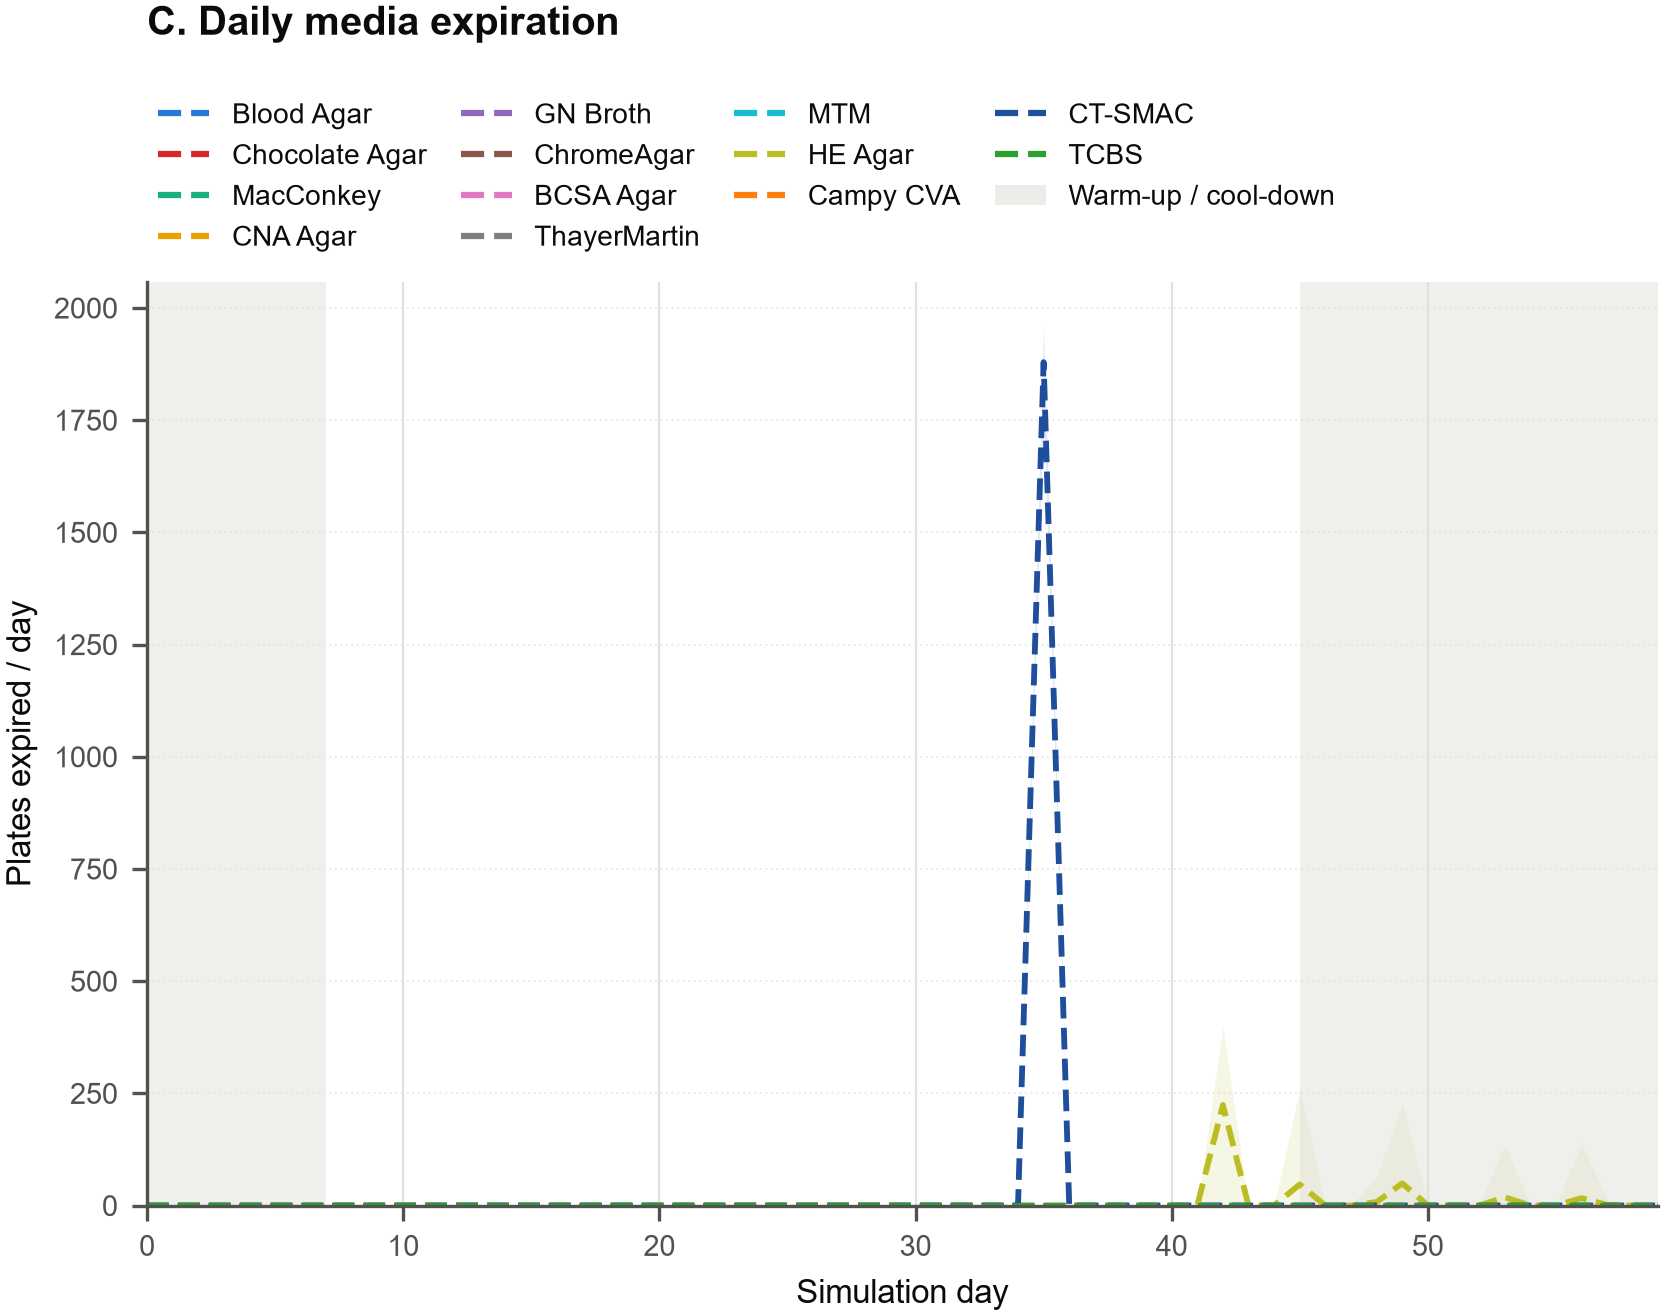 C. Daily media expiration
Blood Agar
Chocolate Agar
MacConkey
CNA Agar
GN Broth
ChromeAgar
BCSA Agar
ThayerMartin
MTM
HE Agar
Campy CVA
CT-SMAC
TCBS
Warm-up / cool-down
Plates expired / day
2000
1750
1500
1250
1000
750
500
250
0
0
10
20
30
40
50
Simulation day